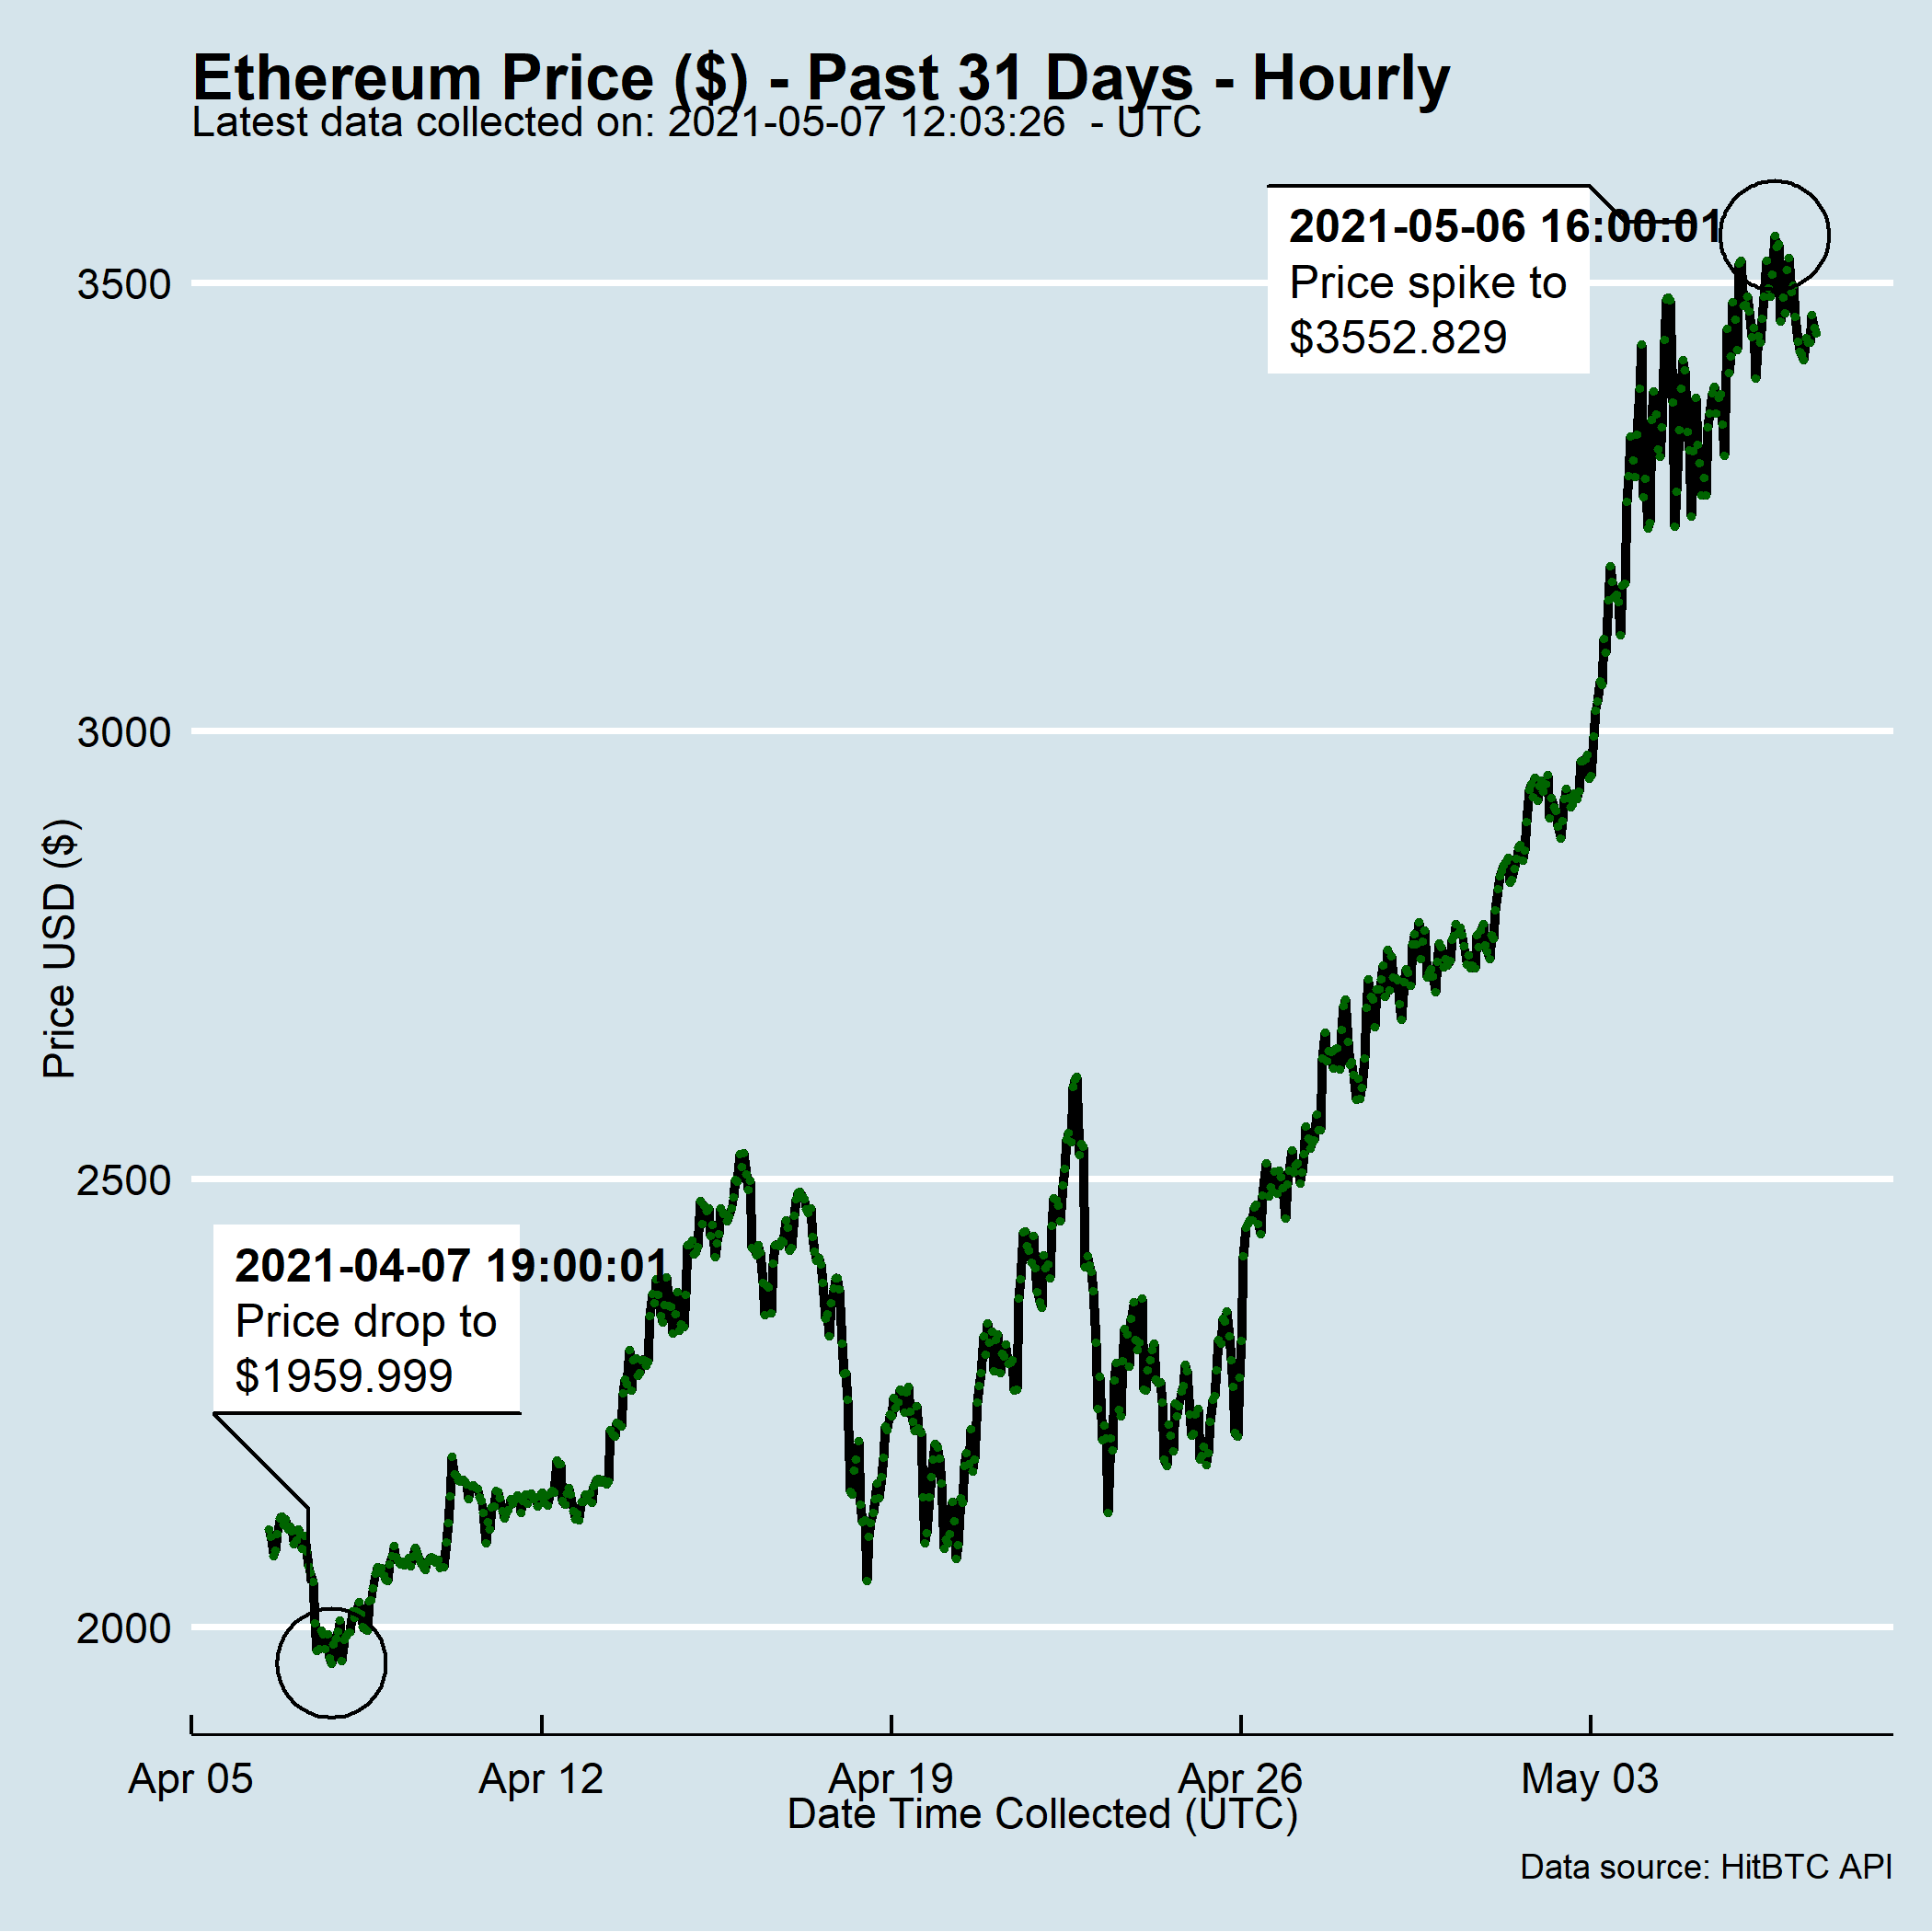 Ethereum Price ($) - Past 31 Days - Hourly
Latest data collected on: 2021-05-07 12:03:26  - UTC
2021-05-06 16:00:01
Price spike to
$3552.829
3500
3000
2500
2000
Price USD ($)
2021-04-07 19:00:01
Price drop to
$1959.999
Apr 05
Apr 12
Apr 19
Apr 26
May 03
Date Time Collected (UTC)
Data source: HitBTC API